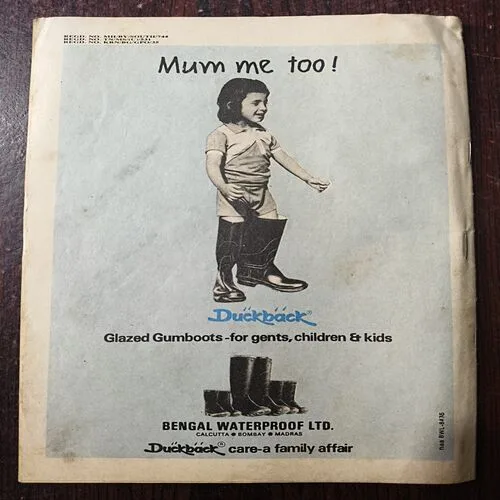 Mum me too!
Duckback®
Glazed Gumboots-for gents, children & kids
BENGAL WATERPROOF LTD.
CALCUTTA ● BOMBAY ● MADRAS
Duckback® care-a family affair